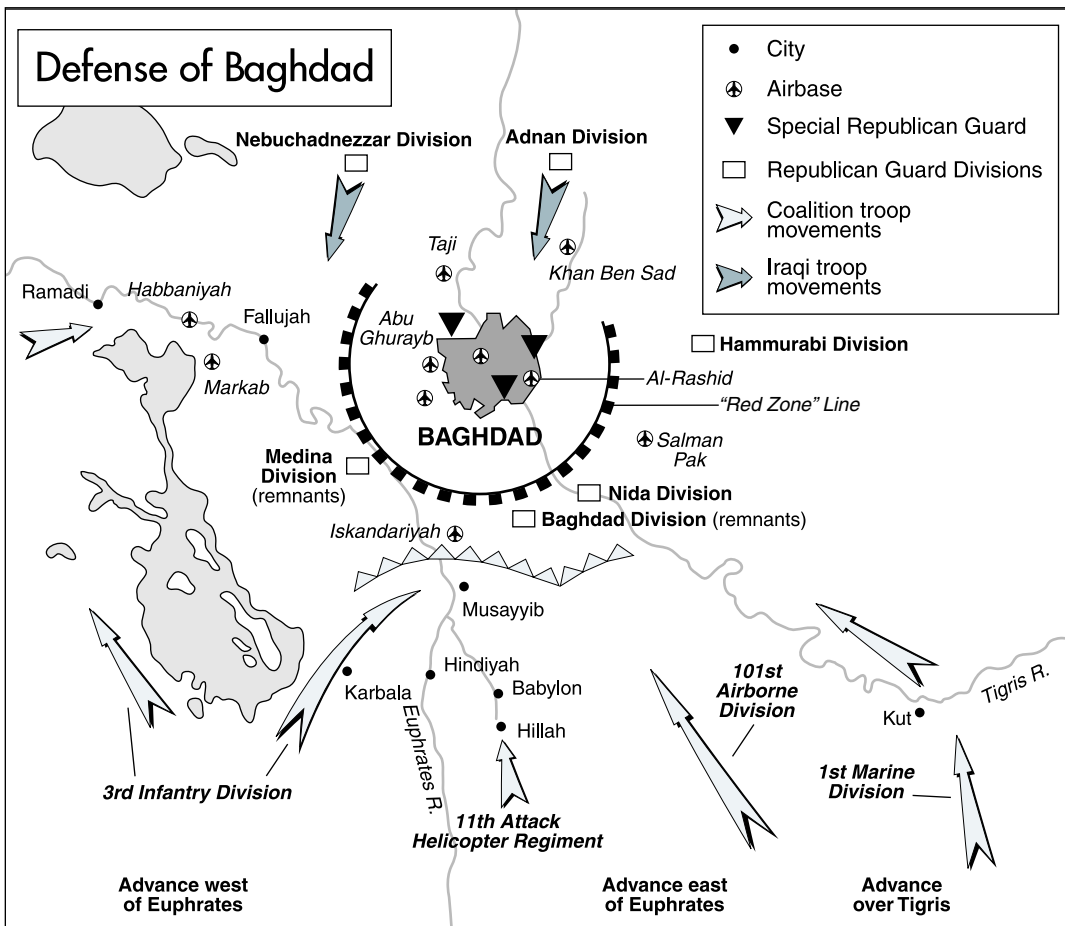 Defense of Baghdad
City
Airbase
Special Republican Guard
Republican Guard Divisions
Coalition troop
movements
Iraqi troop
movements
Nebuchadnezzar Division
Adnan Division
Taji
Khan Ben Sad
Ramadi
Habbaniyah
Fallujah
Markab
Abu
Ghurayb
Hammurabi Division
Al-Rashid
“Red Zone” Line
BAGHDAD
Salman
Pak
Medina
Division
(remnants)
Nida Division
Baghdad Division (remnants)
Iskandariyah
Musayyib
Hindiyah
Karbala
Babylon
Hillah
Euphrates R.
101st
Airborne
Division
Tigris R.
Kut
3rd Infantry Division
11th Attack
Helicopter Regiment
1st Marine
Division
Advance west
of Euphrates
Advance east
of Euphrates
Advance
over Tigris